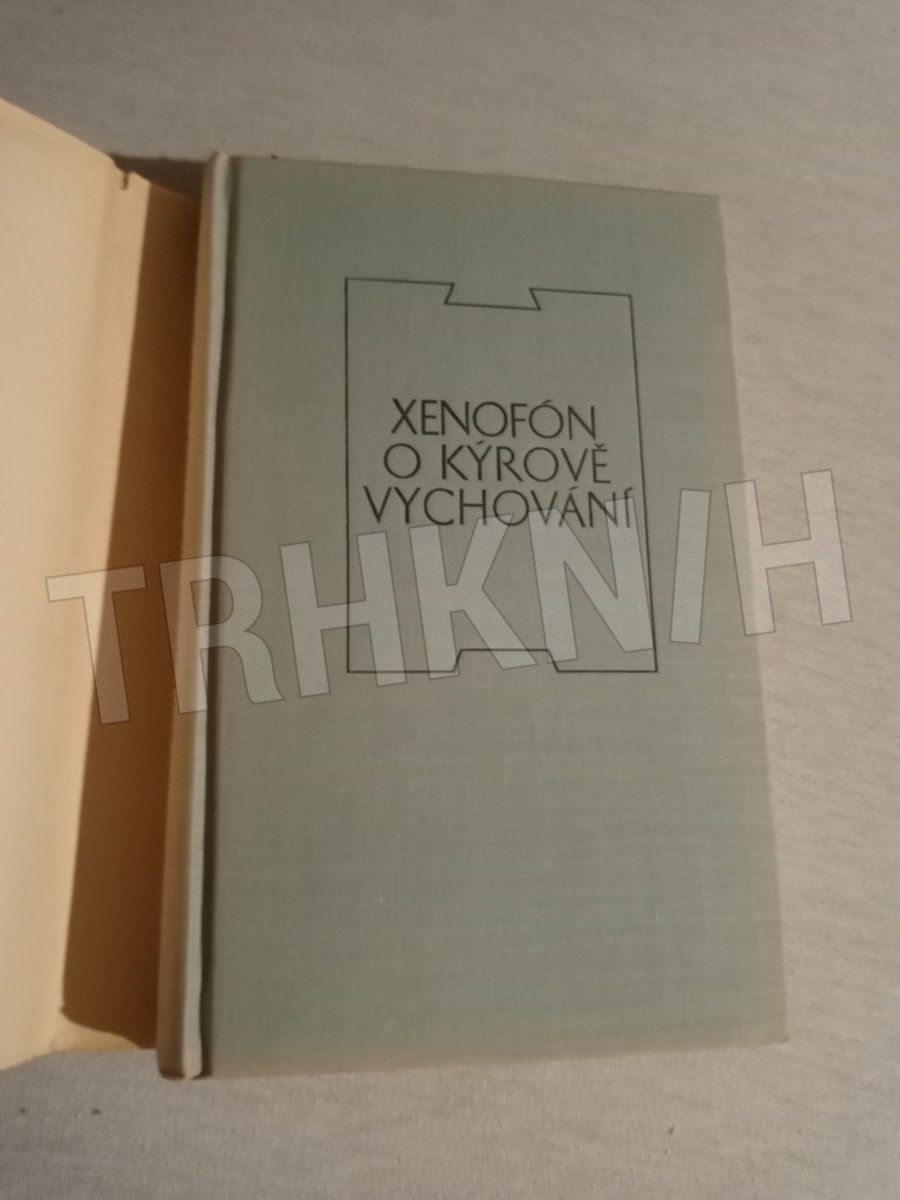 XENOFÓN
O KÝROVĚ
VYCHOVÁNÍ
TRHKNIH